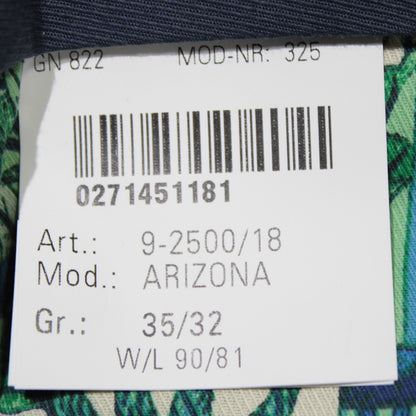 GN 822 MOD-NR: 325
0271451181
Art.: 9-2500/18
Mod.: ARIZONA
Gr.: 35/32
W/L 90/81